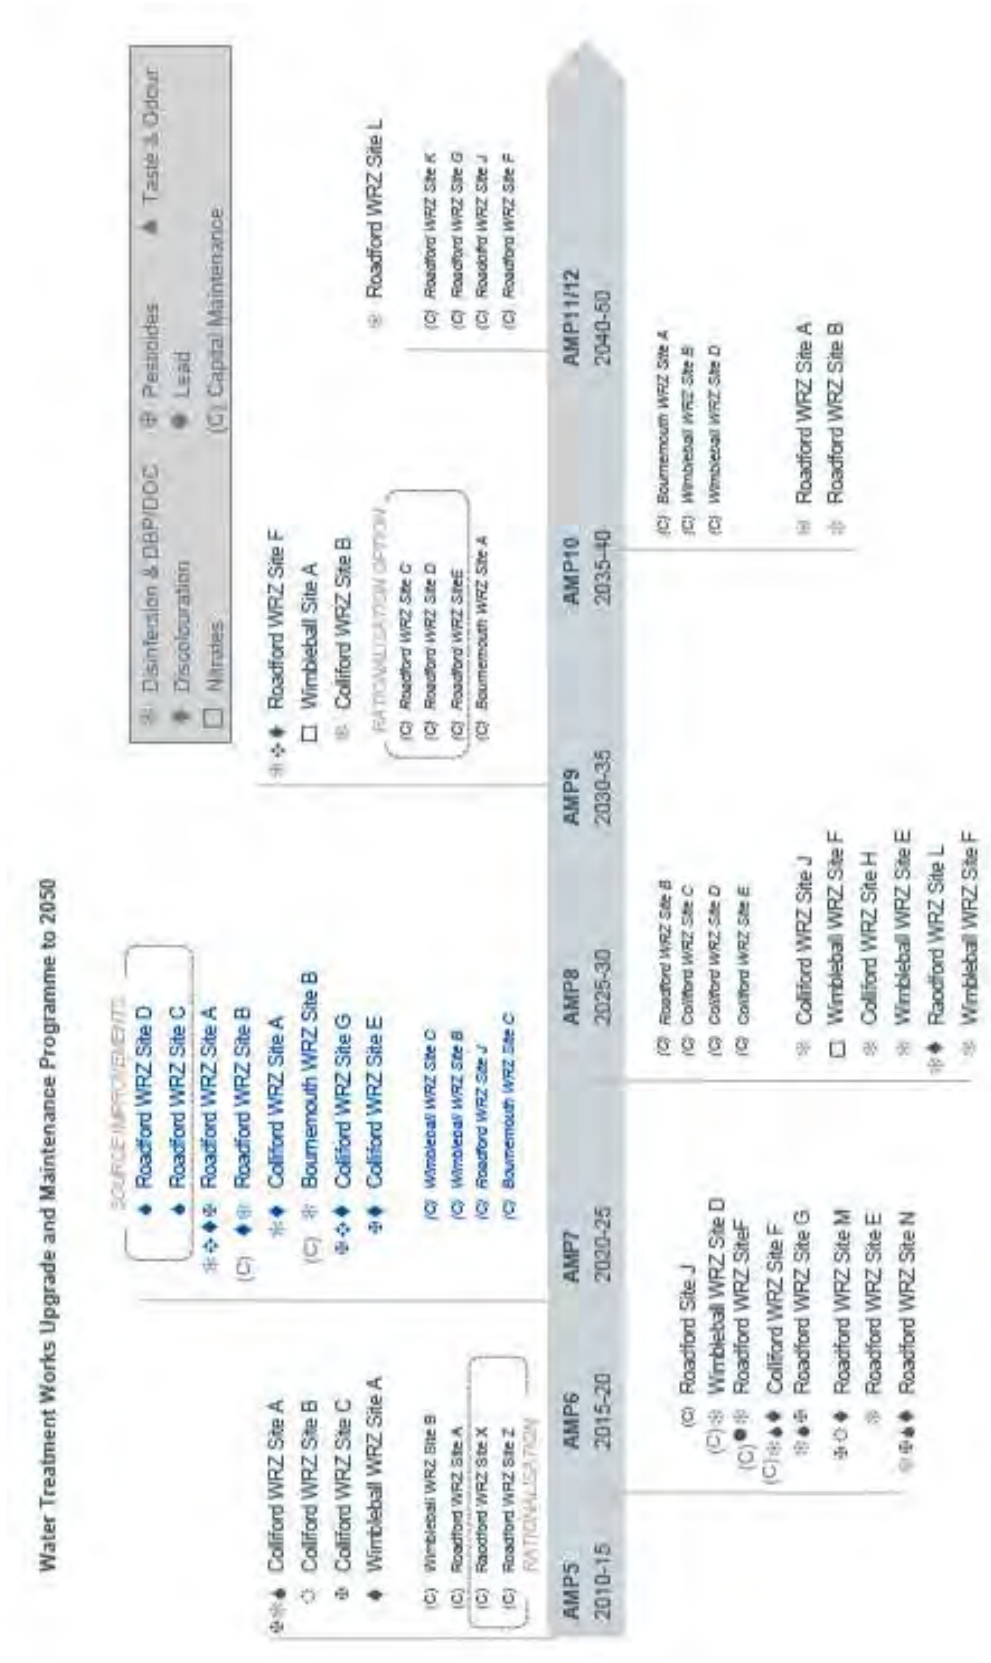 Water Treatment Works Upgrade and Maintenance Programme to 2050
Disinfersion & DBP/DOC
Pesticides
Taste & Odour
Discolouration
Lead
Nitrates
(C) Capital Maintenance
Colliford WRZ Site A
Colliford WRZ Site B
Colliford WRZ Site C
Wimbleball WRZ Site A
(C) Wimbleball WRZ Site B
(C) Roadford WRZ Site A
(C) Raodford WRZ Site X
(C) Roadford WRZ Site Z
RATIONALISATION
SOURCE IMPROVEMENTS
Roadford WRZ Site D
Roadford WRZ Site C
Roadford WRZ Site A
(C) Roadford WRZ Site B
Colliford WRZ Site A
(C) Bournemouth WRZ Site B
Colliford WRZ Site G
Colliford WRZ Site E
(C) Wimbleball WRZ Site C
(C) Wimbleball WRZ Site B
(C) Roadford WRZ Site J
(C) Bournemouth WRZ Site C
Roadford WRZ Site F
Wimbleball Site A
Colliford WRZ Site B
RATIONALISATION OPTION
(C) Roadford WRZ Site C
(C) Roadford WRZ Site D
(C) Roadford WRZ SiteE
(C) Bournemouth WRZ Site A
Roadford WRZ Site L
(C) Roadford WRZ Site K
(C) Roadford WRZ Site G
(C) Roadofrd WRZ Site J
(C) Roadford WRZ Site F
AMP5 AMP6 AMP7 AMP8 AMP9 AMP10 AMP11/12
2010-15 2015-20 2020-25 2025-30 2030-35 2035-40 2040-50
(C) Roadford Site J
(C) Wimbleball WRZ Site D
(C) Roadford WRZ SiteF
(C) Colliford WRZ Site F
Roadford WRZ Site G
Roadford WRZ Site M
Roadford WRZ Site E
Roadford WRZ Site N
(C) Roadford WRZ Site B
(C) Colliford WRZ Site C
(C) Colliford WRZ Site D
(C) Colliford WRZ Site E
Colliford WRZ Site J
Wimbleball WRZ Site F
Colliford WRZ Site H
Wimbleball WRZ Site E
Raodford WRZ Site L
Wimbleball WRZ Site F
(C) Bournemouth WRZ Site A
(C) Wimbleball WRZ Site B
(C) Wimbleball WRZ Site D
Roadford WRZ Site A
Roadford WRZ Site B